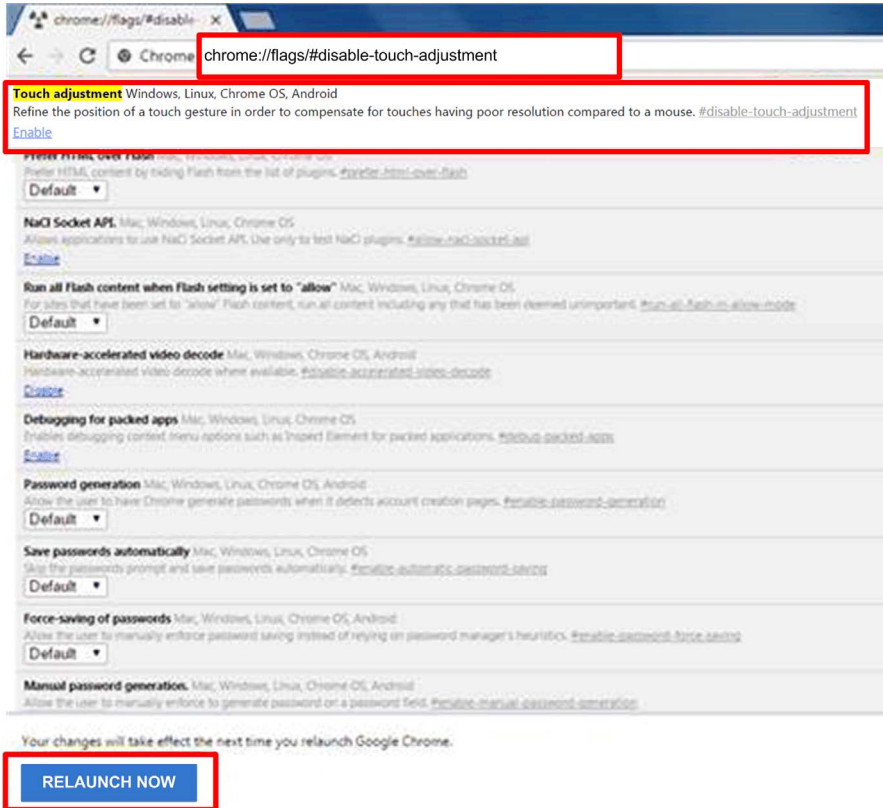 chrome://flags/#disable-
Chrome chrome://flags/#disable-touch-adjustment
Touch adjustment Windows, Linux, Chrome OS, Android
Refine the position of a touch gesture in order to compensate for touches having poor resolution compared to a mouse. #disable-touch-adjustment
Enable
Prefer HTML over Flash Mac, Windows, Linux, Chrome OS
Prefer HTML content by hiding Flash from the list of plugins. #prefer-html-over-flash
Default
NaCl Socket API. Mac, Windows, Linux, Chrome OS
Allows applications to use NaCl Socket API. Use only to test NaCl plugins. #allow-nacl-socket-api
Enable
Run all Flash content when Flash setting is set to "allow" Mac, Windows, Linux, Chrome OS
For sites that have been set to "allow" Flash content, run all content including any that has been deemed unimportant. #run-all-flash-in-allow-mode
Default
Hardware-accelerated video decode Mac, Windows, Chrome OS, Android
Hardware-accelerated video decode where available. #disable-accelerated-video-decode
Disable
Debugging for packed apps Mac, Windows, Linux, Chrome OS
Enables debugging context menu options such as Inspect Element for packed applications. #debug-packed-apps
Enable
Password generation Mac, Windows, Linux, Chrome OS, Android
Allow the user to have Chrome generate passwords when it detects account creation pages. #enable-password-generation
Default
Save passwords automatically Mac, Windows, Linux, Chrome OS
Skip the passwords prompt and save passwords automatically. #enable-automatic-password-saving
Default
Force-saving of passwords Mac, Windows, Linux, Chrome OS, Android
Allow the user to manually enforce password saving instead of relying on password manager's heuristics. #enable-password-force-saving
Default
Manual password generation. Mac, Windows, Linux, Chrome OS, Android
Allow the user to manually enforce to generate password on a password field. #enable-manual-password-generation
Your changes will take effect the next time you relaunch Google Chrome.
RELAUNCH NOW